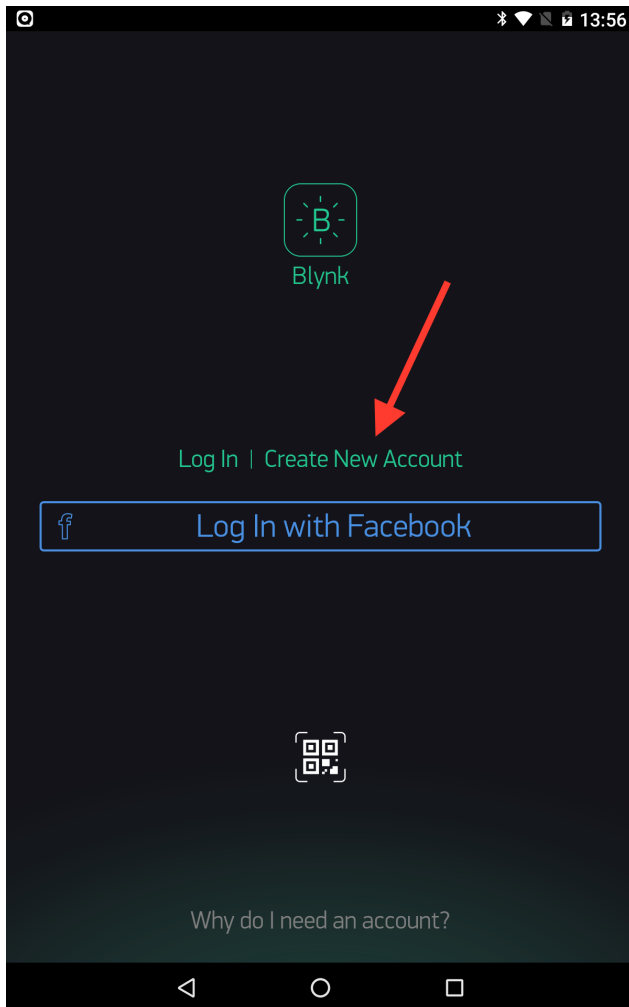 13:56
B
Blynk
Log In | Create New Account
f Log In with Facebook
Why do I need an account?